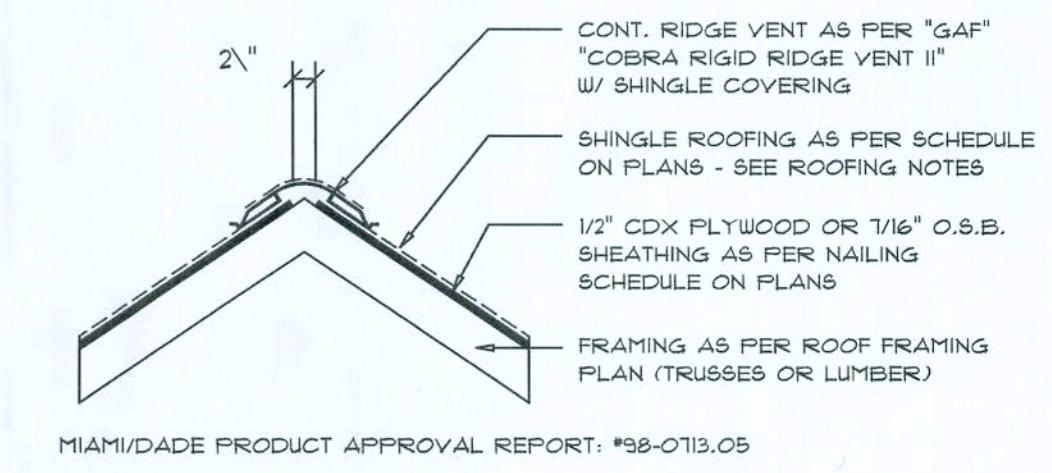 2\"
CONT. RIDGE VENT AS PER "GAF"
"COBRA RIGID RIDGE VENT II"
W/ SHINGLE COVERING
SHINGLE ROOFING AS PER SCHEDULE
ON PLANS - SEE ROOFING NOTES
1/2" CDX PLYWOOD OR 7/16" O.S.B.
SHEATHING AS PER NAILING
SCHEDULE ON PLANS
FRAMING AS PER ROOF FRAMING
PLAN (TRUSSES OR LUMBER)
MIAMI/DADE PRODUCT APPROVAL REPORT: #98-0713.05